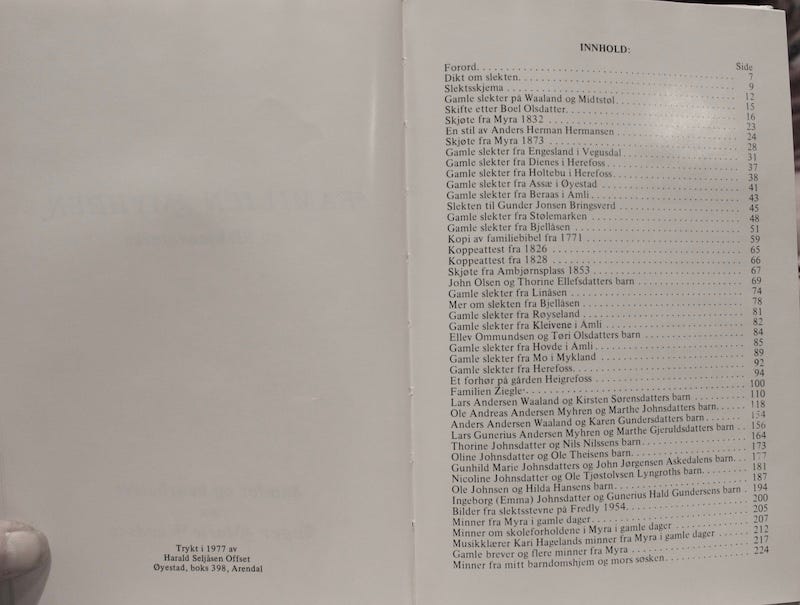 Trykt i 1977 av
Harald Seljåsen Offset
Øyestad, boks 398, Arendal
INNHOLD:
Side
Forord. 7
Dikt om slekten. 9
Slektsskjema 12
Gamle slekter på Waaland og Midtstøl. 15
Skifte etter Boel Olsdatter. 16
Skjøte fra Myra 1832 23
En stil av Anders Herman Hermansen 24
Skjøte fra Myra 1873 28
Gamle slekter fra Engesland i Vegusdal 31
Gamle slekter fra Dienes i Herefoss 37
Gamle slekter fra Holtebu i Herefoss 38
Gamle slekter fra Assæ i Øyestad 41
Gamle slekter fra Beraas i Amli 43
Slekten til Gunder Jonsen Bringsverd 45
Gamle slekter fra Stølemarken 48
Gamle slekter fra Bjellåsen 51
Kopi av familiebibel fra 1771 59
Koppeattest fra 1826 65
Koppeattest fra 1828 66
Skjøte fra Ambjørnsplass 1853 67
John Olsen og Thorine Ellefsdatters barn 69
Gamle slekter fra Linåsen 74
Mer om slekten fra Bjellåsen 78
Gamle slekter fra Røyseland 81
Gamle slekter fra Kleivene i Amli 82
Ellev Ommundsen og Tøri Olsdatters barn 84
Gamle slekter fra Hovde i Amli 85
Gamle slekter fra Mo i Mykland 89
Gamle slekter fra Herefoss. 92
Et forhør på gården Heigrefoss 94
Familien Ziegler 100
Lars Andersen Waaland og Kirsten Sørensdatters barn 110
Ole Andreas Andersen Myhren og Marthe Johnsdatters barn. 118
Anders Andersen Waaland og Karen Gundersdatters barn 154
Lars Gunerius Andersen Myhren og Marthe Gjeruldsdatters barn 156
Thorine Johnsdatter og Nils Nilssens barn 164
Oline Johnsdatter og Ole Theisens barn. 173
Gunhild Marie Johnsdatters og John Jørgensen Askedalens barn. 177
Nicoline Johnsdatter og Ole Tjøstolvsen Lyngroths barn. 181
Ole Johnsen og Hilda Hansens barn 187
Ingeborg (Emma) Johnsdatter og Gunerius Hald Gundersens barn 194
Bilder fra slektsstevne på Fredly 1954. 200
Minner fra Myra i gamle dager. 205
Minner om skoleforholdene i Myra i gamle dager 207
Musikklærer Kari Hagelands minner fra Myra i gamle dager 212
Gamle brever og flere minner fra Myra 217
Minner fra mitt barndomshjem og mors søsken. 224